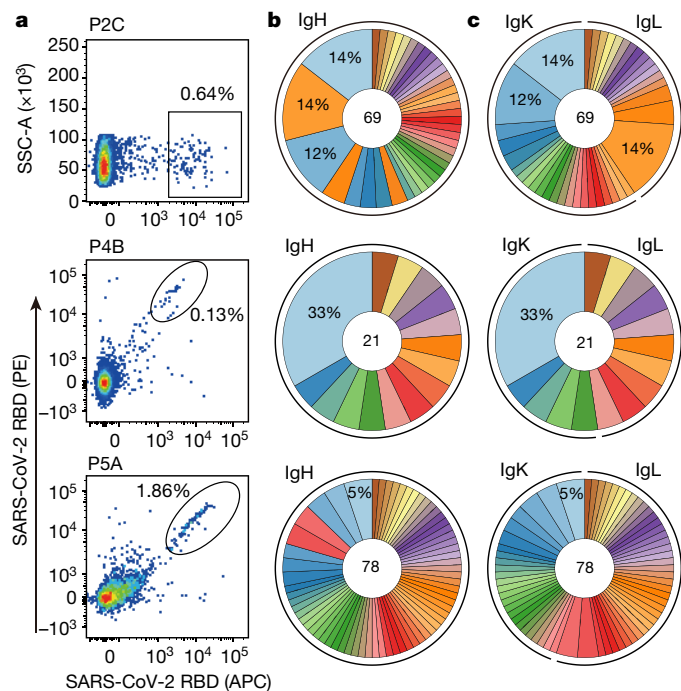 a
P2C
b
IgH
c
IgK
IgL
SSC-A (×10³)
250
200
150
100
50
0
0.64%
0
10³
10⁴
10⁵
14%
14%
12%
69
14%
12%
69
14%
P4B
IgH
IgK
IgL
10⁵
10⁴
10³
0
–10³
0.13%
0
10³
10⁴
10⁵
33%
21
33%
21
SARS-CoV-2 RBD (PE)
P5A
IgH
IgK
IgL
10⁵
10⁴
10³
0
–10³
1.86%
0
10³
10⁴
10⁵
5%
78
5%
78
SARS-CoV-2 RBD (APC)